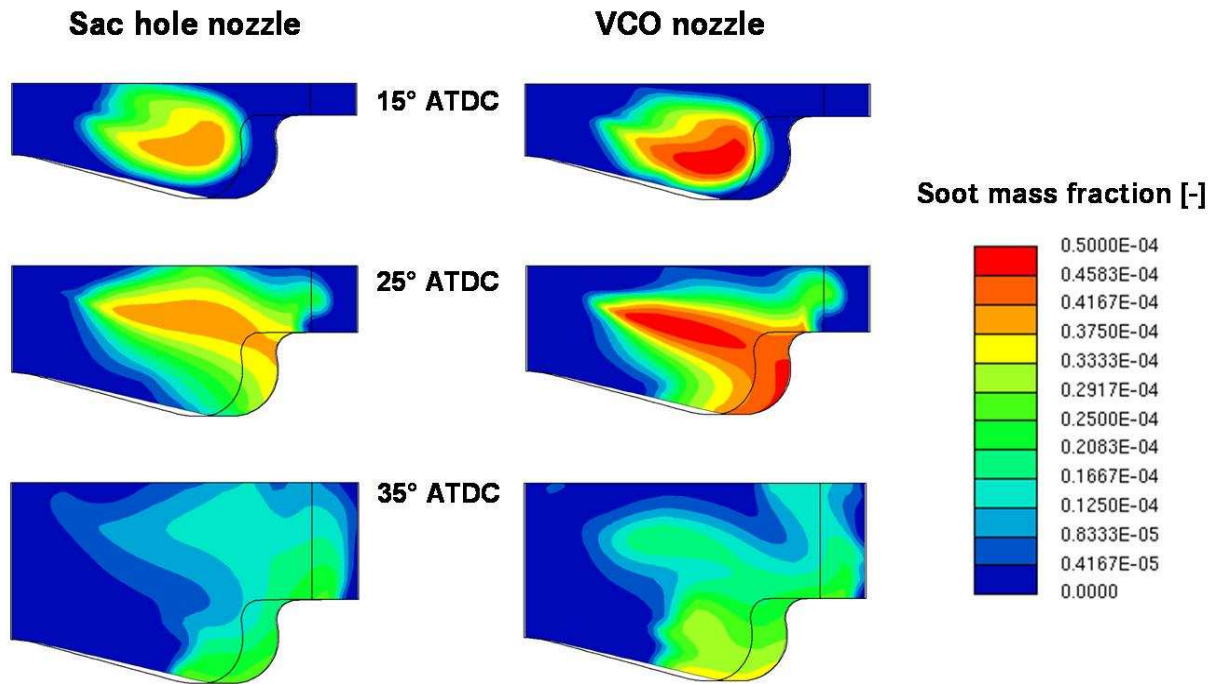 Sac hole nozzle
VCO nozzle
15° ATDC
25° ATDC
35° ATDC
Soot mass fraction [-]
0.5000E-04
0.4583E-04
0.4167E-04
0.3750E-04
0.3333E-04
0.2917E-04
0.2500E-04
0.2083E-04
0.1667E-04
0.1250E-04
0.8333E-05
0.4167E-05
0.0000